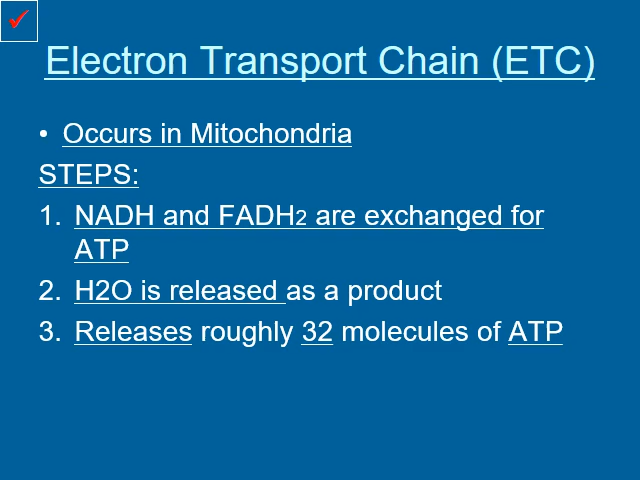 Electron Transport Chain (ETC)
• Occurs in Mitochondria
STEPS:
1. NADH and FADH2 are exchanged for
ATP
2. H2O is released as a product
3. Releases roughly 32 molecules of ATP